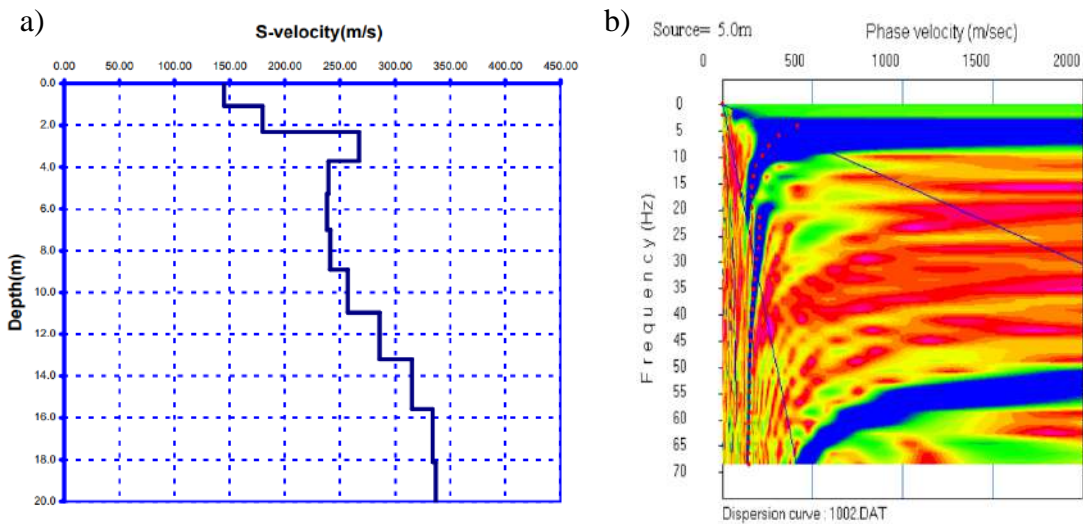 a)
S-velocity(m/s)
0.00 50.00 100.00 150.00 200.00 250.00 300.00 350.00 400.00 450.00
0.0
2.0
4.0
6.0
8.0
10.0
12.0
14.0
16.0
18.0
20.0
Depth(m)
b)
Source= 5.0m Phase velocity (m/sec)
0 500 1000 1500 2000
0
5
10
15
20
25
30
35
40
45
50
55
60
65
70
Frequency (Hz)
Dispersion curve : 1002.DAT